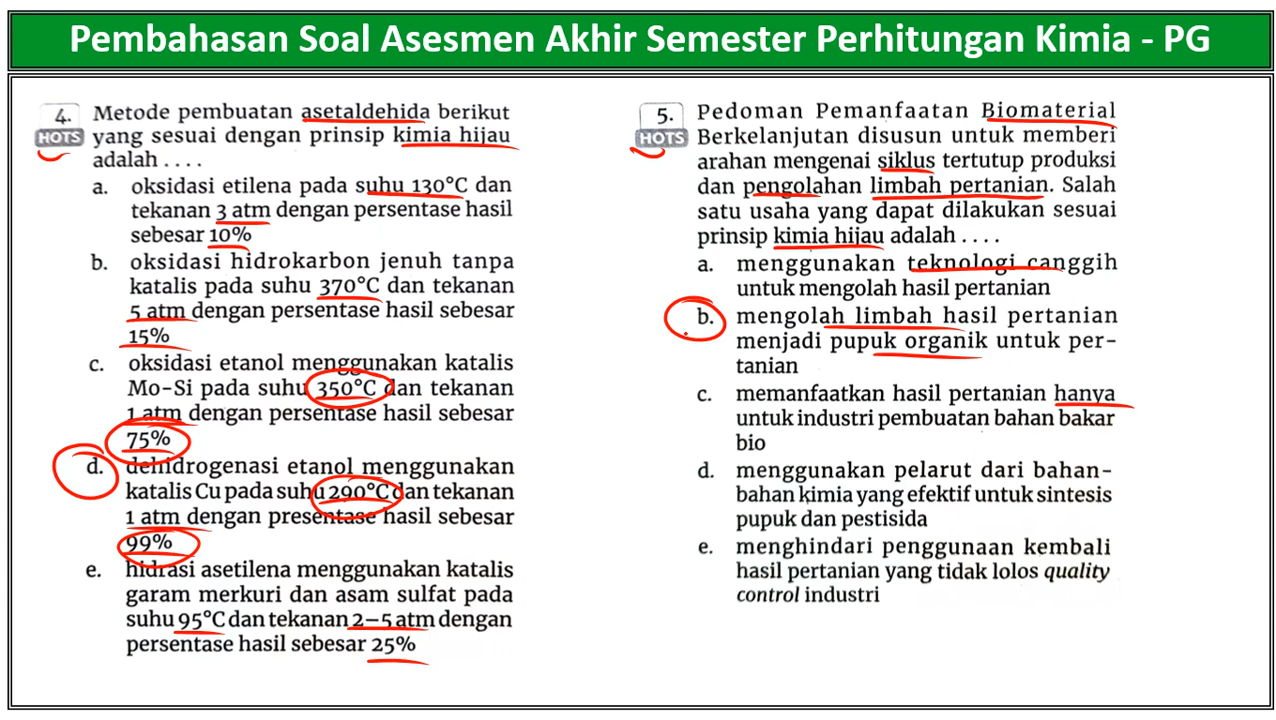 Pembahasan Soal Asesmen Akhir Semester Perhitungan Kimia - PG
4. Metode pembuatan asetaldehida berikut
HOTS yang sesuai dengan prinsip kimia hijau
adalah . . . .
a. oksidasi etilena pada suhu 130°C dan
tekanan 3 atm dengan persentase hasil
sebesar 10%
b. oksidasi hidrokarbon jenuh tanpa
katalis pada suhu 370°C dan tekanan
5 atm dengan persentase hasil sebesar
15%
c. oksidasi etanol menggunakan katalis
Mo-Si pada suhu 350°C dan tekanan
1 atm dengan persentase hasil sebesar
75%
d. dehidrogenasi etanol menggunakan
katalis Cu pada suhu 290°C dan tekanan
1 atm dengan presentase hasil sebesar
99%
e. hidrasi asetilena menggunakan katalis
garam merkuri dan asam sulfat pada
suhu 95°C dan tekanan 2–5 atm dengan
persentase hasil sebesar 25%
5. Pedoman Pemanfaatan Biomaterial
HOTS Berkelanjutan disusun untuk memberi
arahan mengenai siklus tertutup produksi
dan pengolahan limbah pertanian. Salah
satu usaha yang dapat dilakukan sesuai
prinsip kimia hijau adalah . . . .
a. menggunakan teknologi canggih
untuk mengolah hasil pertanian
b. mengolah limbah hasil pertanian
menjadi pupuk organik untuk per-
tanian
c. memanfaatkan hasil pertanian hanya
untuk industri pembuatan bahan bakar
bio
d. menggunakan pelarut dari bahan-
bahan kimia yang efektif untuk sintesis
pupuk dan pestisida
e. menghindari penggunaan kembali
hasil pertanian yang tidak lolos quality
control industri